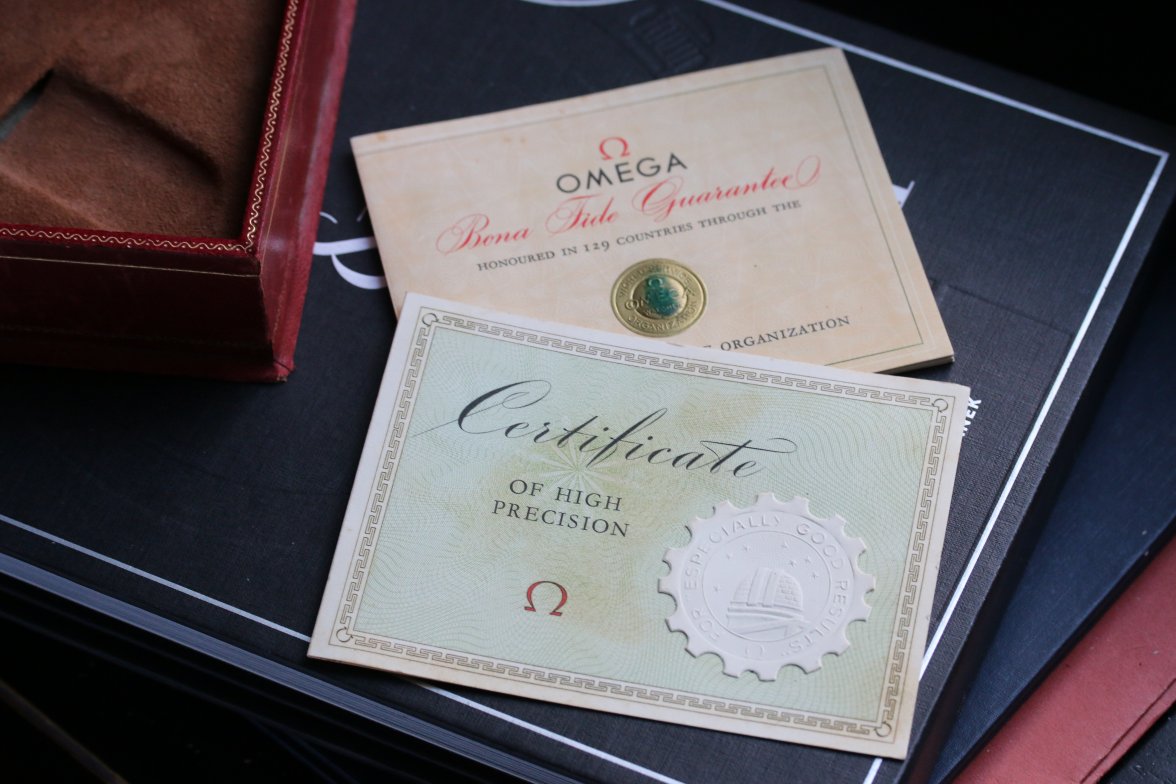 Ω
OMEGA
Bona Fide Guarantee
HONOURED IN 129 COUNTRIES THROUGH THE
ORGANIZATION
ORGANIZATION
Certificate
OF HIGH
PRECISION
Ω
FOR "ESPECIALLY GOOD RESULTS" Ω